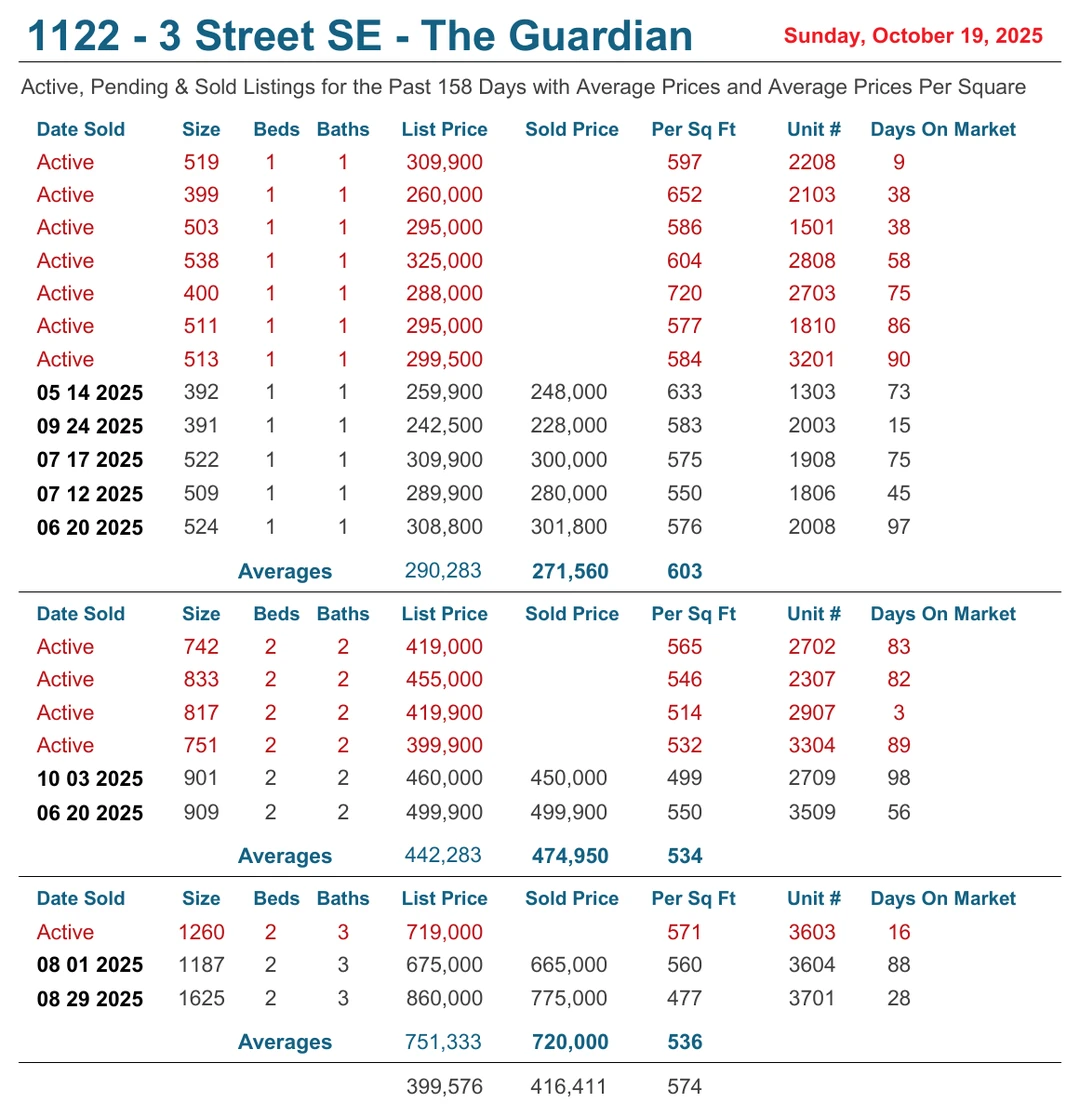 1122 - 3 Street SE - The Guardian Sunday, October 19, 2025
Active, Pending & Sold Listings for the Past 158 Days with Average Prices and Average Prices Per Square
Date Sold Size Beds Baths List Price Sold Price Per Sq Ft Unit # Days On Market
Active 519 1 1 309,900 597 2208 9
Active 399 1 1 260,000 652 2103 38
Active 503 1 1 295,000 586 1501 38
Active 538 1 1 325,000 604 2808 58
Active 400 1 1 288,000 720 2703 75
Active 511 1 1 295,000 577 1810 86
Active 513 1 1 299,500 584 3201 90
05 14 2025 392 1 1 259,900 248,000 633 1303 73
09 24 2025 391 1 1 242,500 228,000 583 2003 15
07 17 2025 522 1 1 309,900 300,000 575 1908 75
07 12 2025 509 1 1 289,900 280,000 550 1806 45
06 20 2025 524 1 1 308,800 301,800 576 2008 97
Averages 290,283 271,560 603
Date Sold Size Beds Baths List Price Sold Price Per Sq Ft Unit # Days On Market
Active 742 2 2 419,000 565 2702 83
Active 833 2 2 455,000 546 2307 82
Active 817 2 2 419,900 514 2907 3
Active 751 2 2 399,900 532 3304 89
10 03 2025 901 2 2 460,000 450,000 499 2709 98
06 20 2025 909 2 2 499,900 499,900 550 3509 56
Averages 442,283 474,950 534
Date Sold Size Beds Baths List Price Sold Price Per Sq Ft Unit # Days On Market
Active 1260 2 3 719,000 571 3603 16
08 01 2025 1187 2 3 675,000 665,000 560 3604 88
08 29 2025 1625 2 3 860,000 775,000 477 3701 28
Averages 751,333 720,000 536
399,576 416,411 574